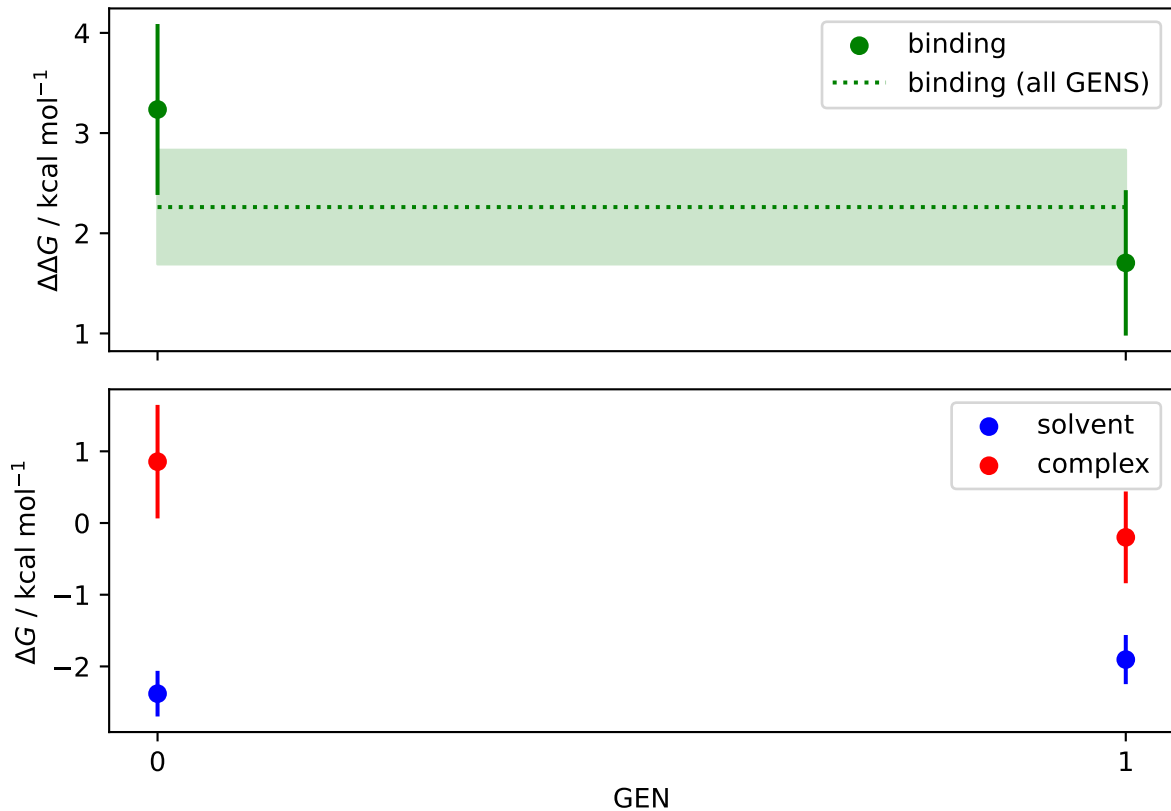 4
3
2
1
ΔΔG / kcal mol⁻¹
binding
binding (all GENS)
1
0
−1
−2
ΔG / kcal mol⁻¹
solvent
complex
0
1
GEN